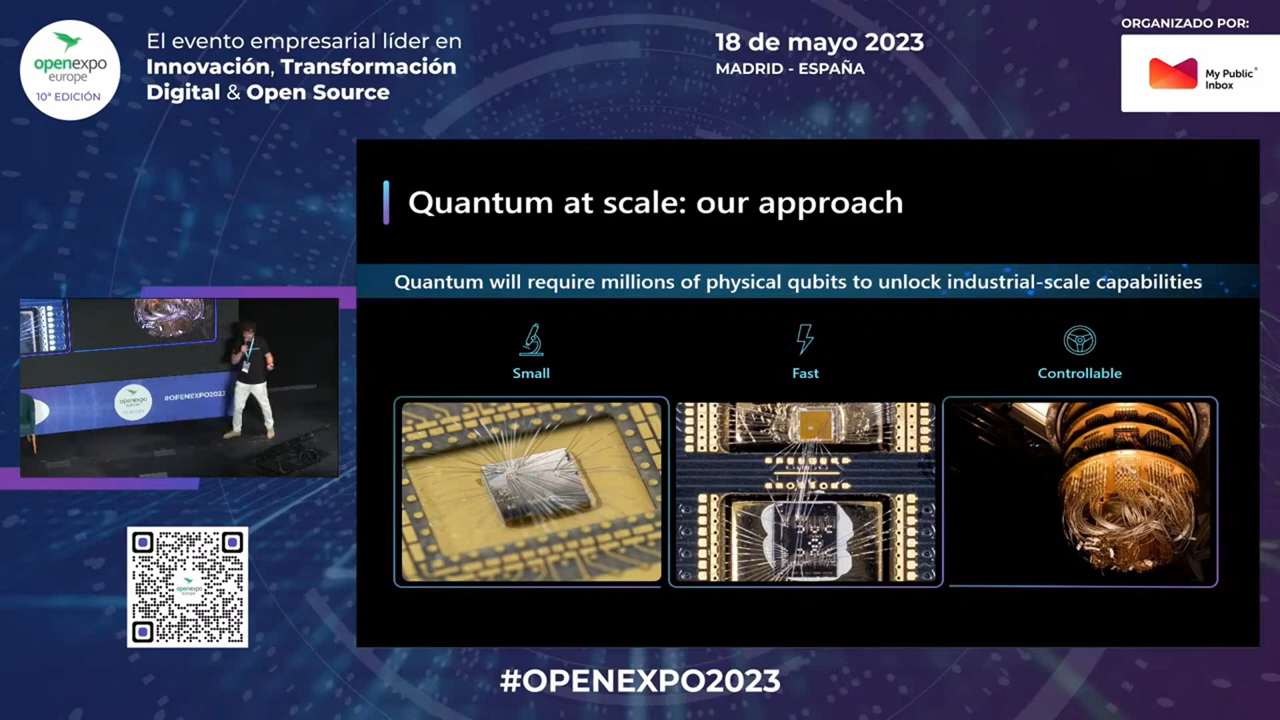 openexpo
europe
10ª EDICIÓN
El evento empresarial líder en
Innovación, Transformación
Digital & Open Source
18 de mayo 2023
MADRID - ESPAÑA
ORGANIZADO POR:
My Public
Inbox
Quantum at scale: our approach
Quantum will require millions of physical qubits to unlock industrial-scale capabilities
Small
Fast
Controllable
#OPENEXPO2023
openexpo
europe
#OPENEXPO2023